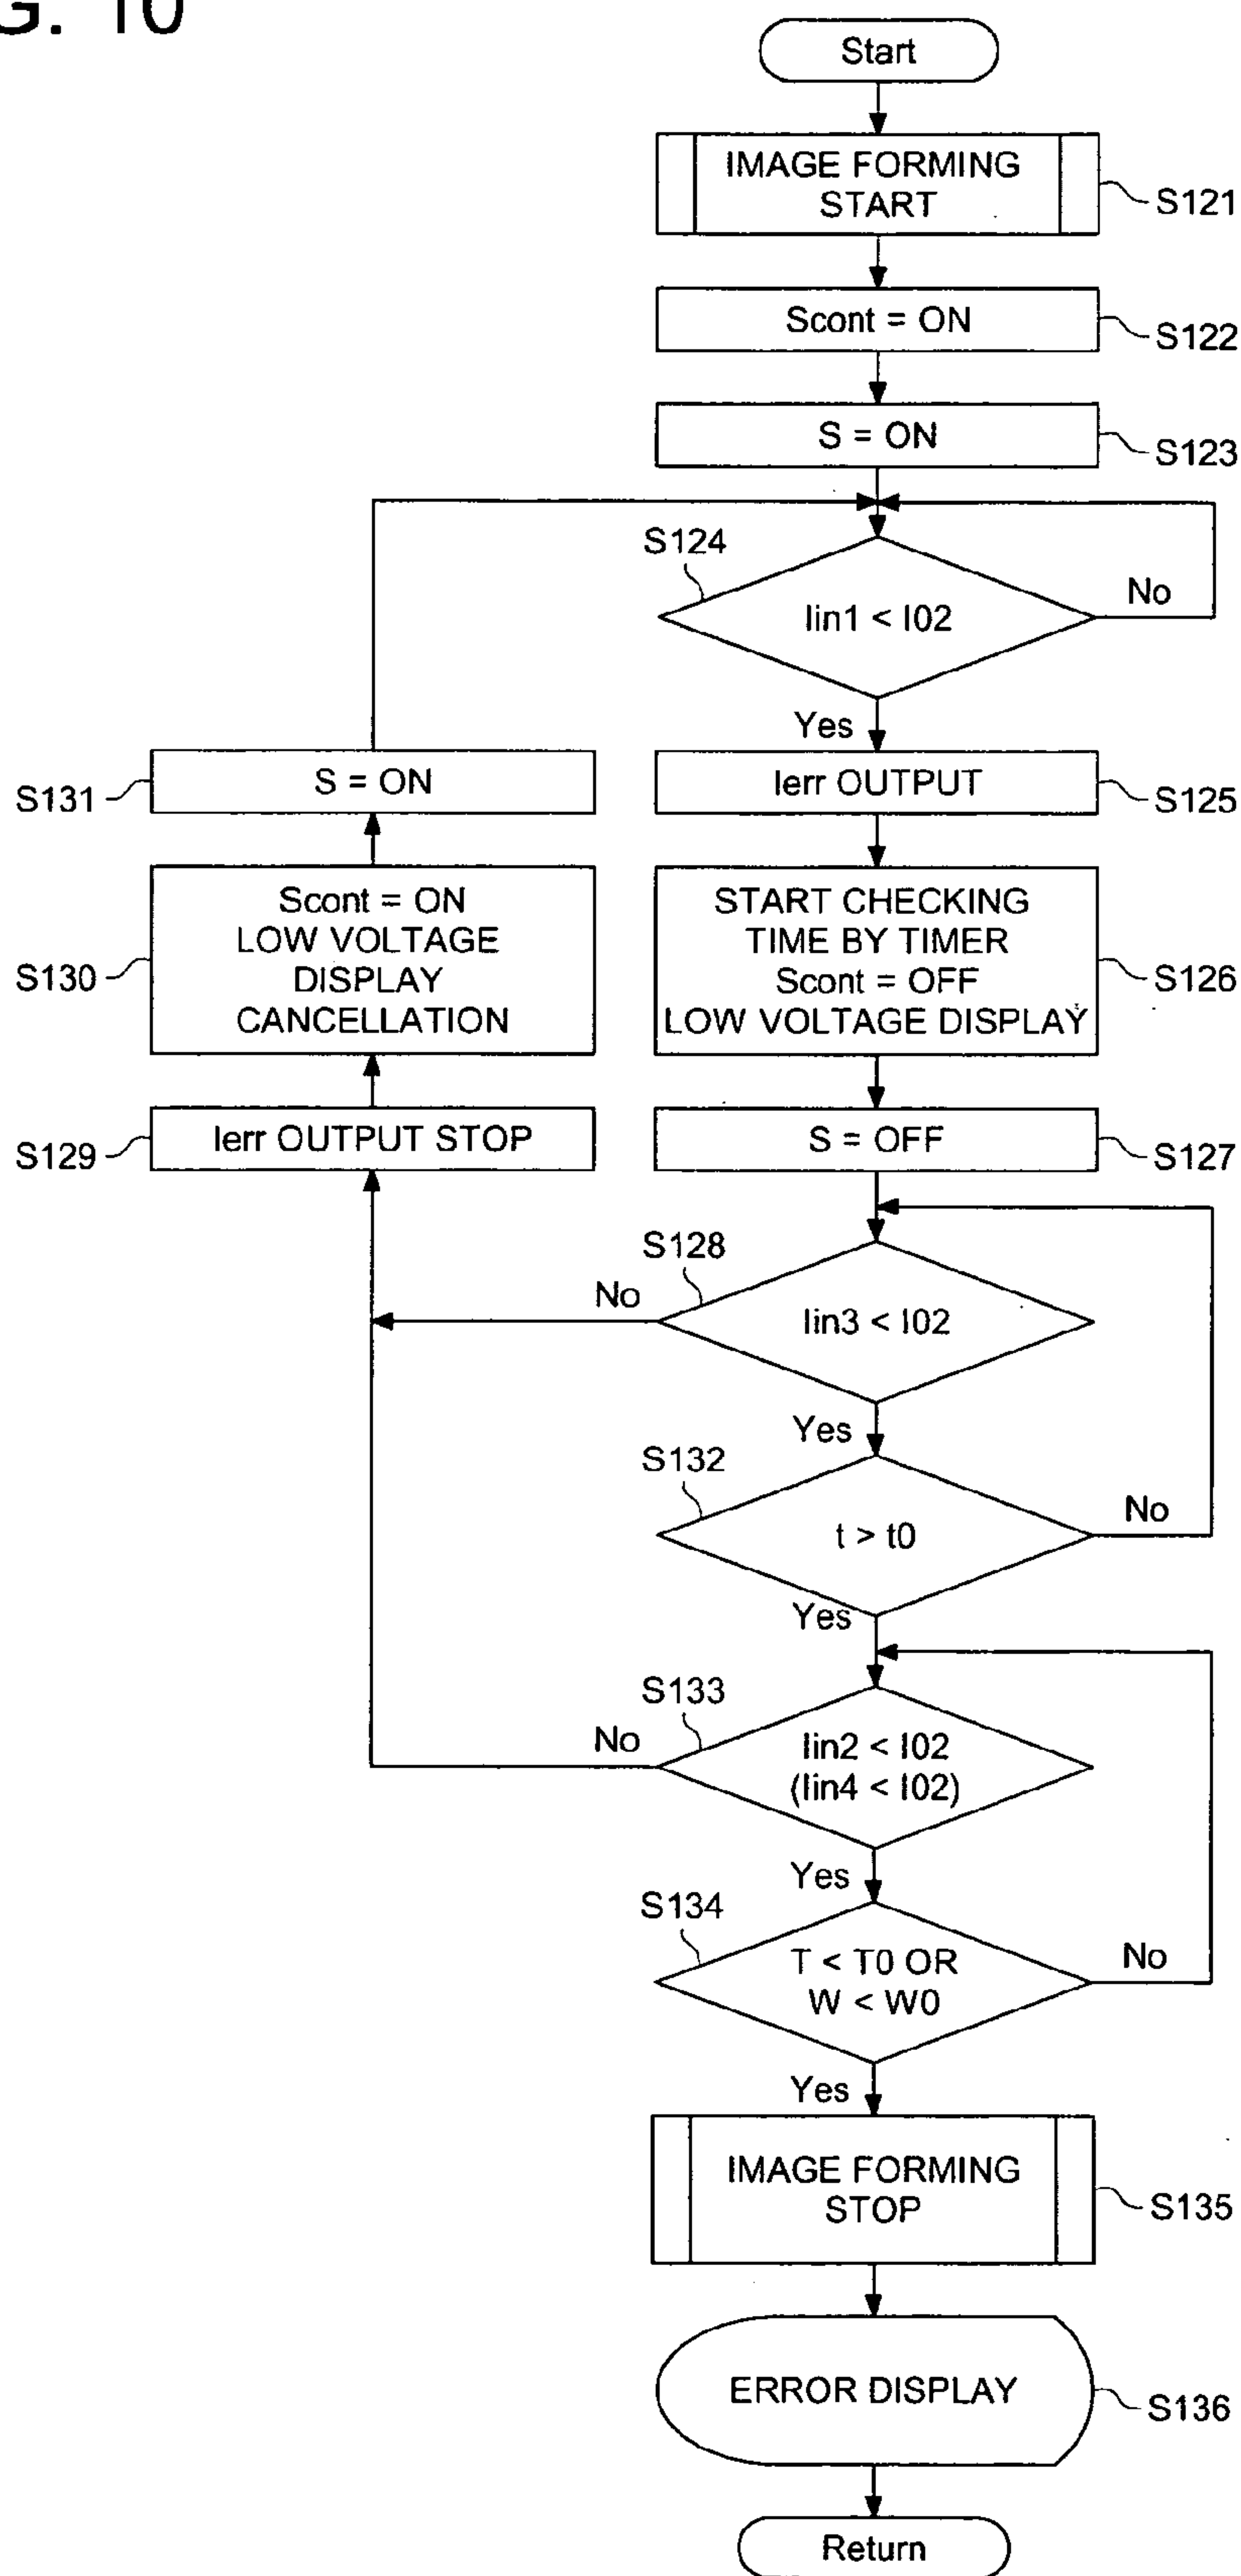 G. 10
Start
IMAGE FORMING
START
S121
Scont = ON
S122
S = ON
S123
S124
Iin1 < I02
No
Yes
S131
S = ON
Ierr OUTPUT
S125
S130
Scont = ON
LOW VOLTAGE
DISPLAY
CANCELLATION
START CHECKING
TIME BY TIMER
Scont = OFF
LOW VOLTAGE DISPLAY
S126
S129
Ierr OUTPUT STOP
S = OFF
S127
S128
No
Iin3 < I02
Yes
S132
t > t0
No
Yes
S133
No
Iin2 < I02
(Iin4 < I02)
Yes
S134
T < T0 OR
W < W0
No
Yes
IMAGE FORMING
STOP
S135
ERROR DISPLAY
S136
Return